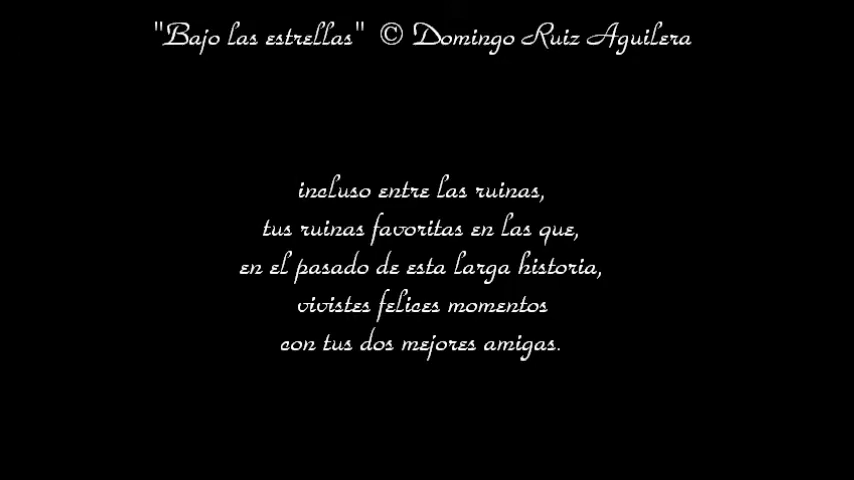 "Bajo las estrellas" © Domingo Ruiz Aguilera
incluso entre las ruinas,
tus ruinas favoritas en las que,
en el pasado de esta larga historia,
vivistes felices momentos
con tus dos mejores amigas.